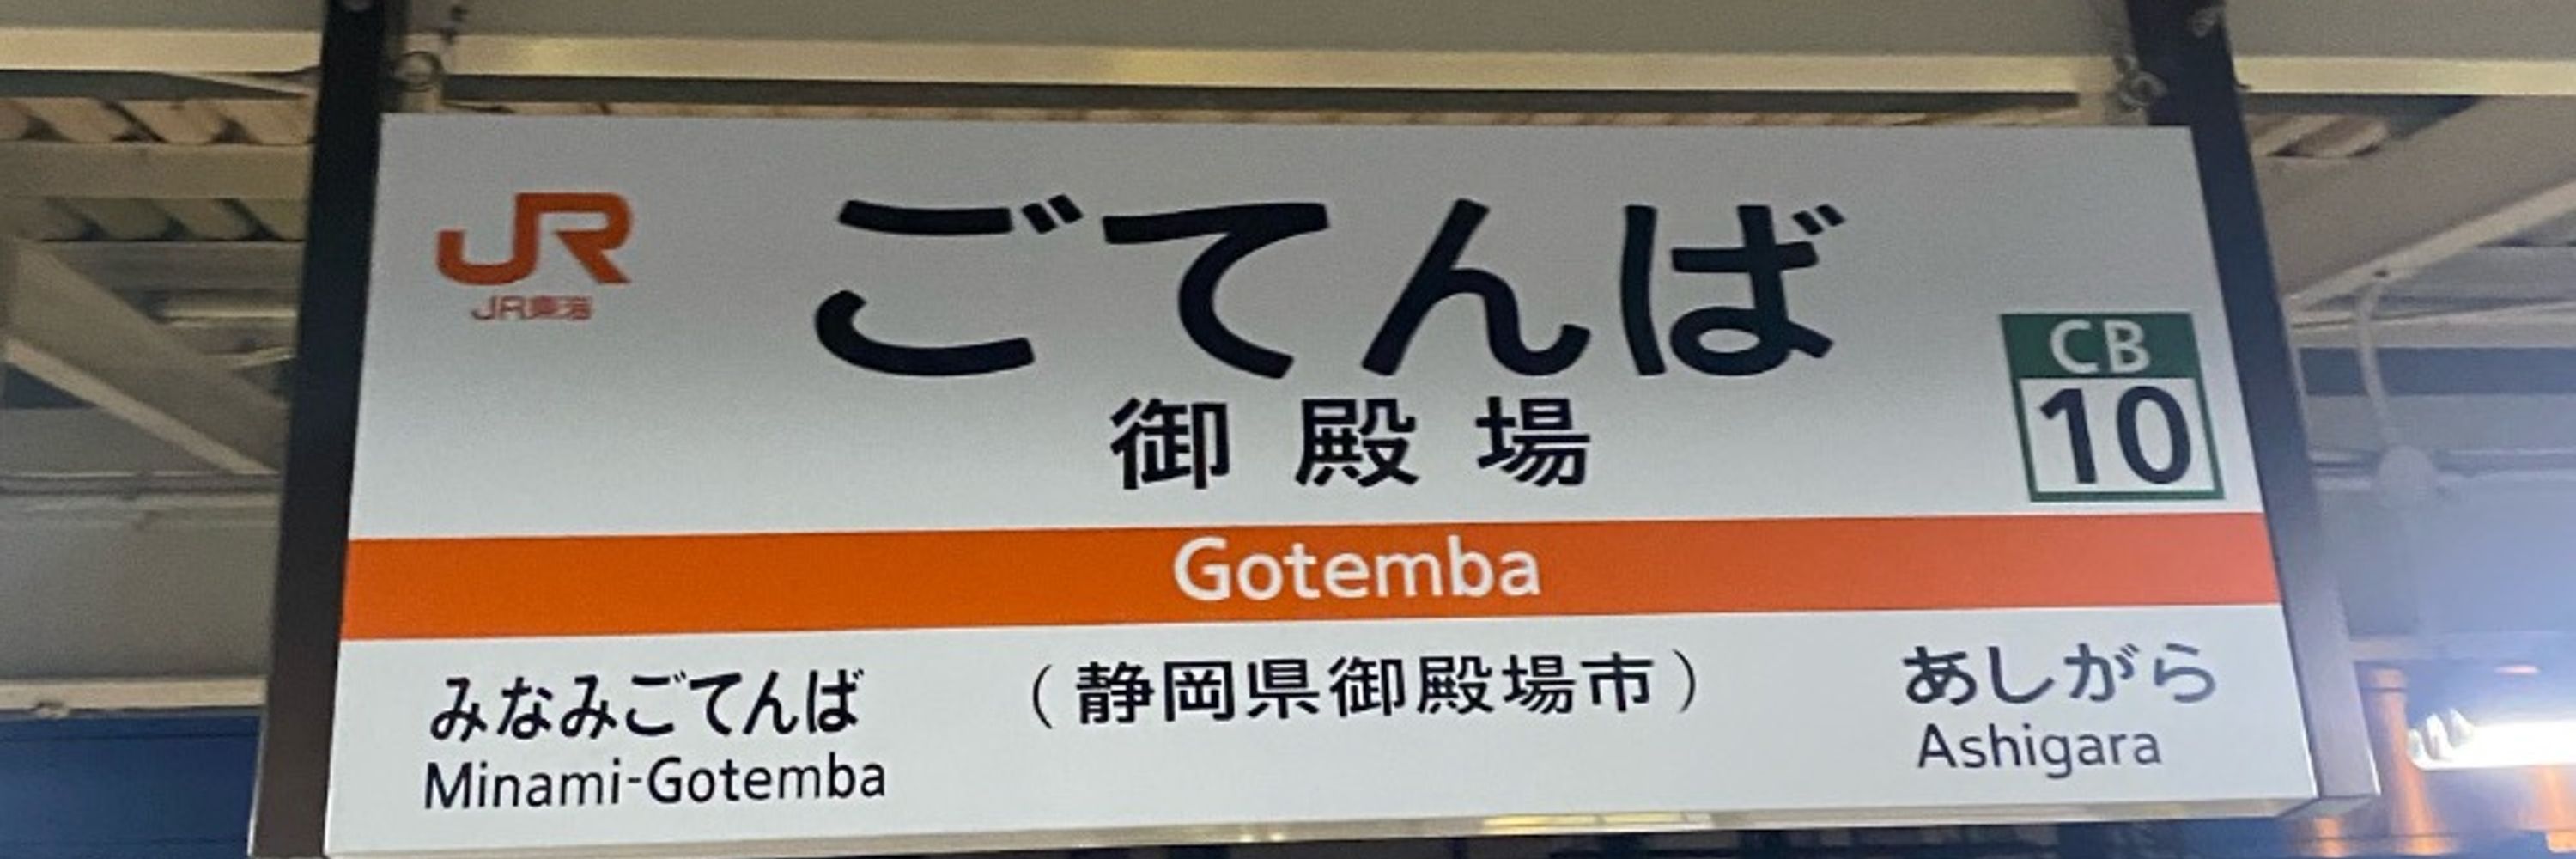 JR
JR東海
ごてんば
御殿場
CB
10
Gotemba
みなみごてんば
Minami-Gotemba
(静岡県御殿場市)
あしがら
Ashigara